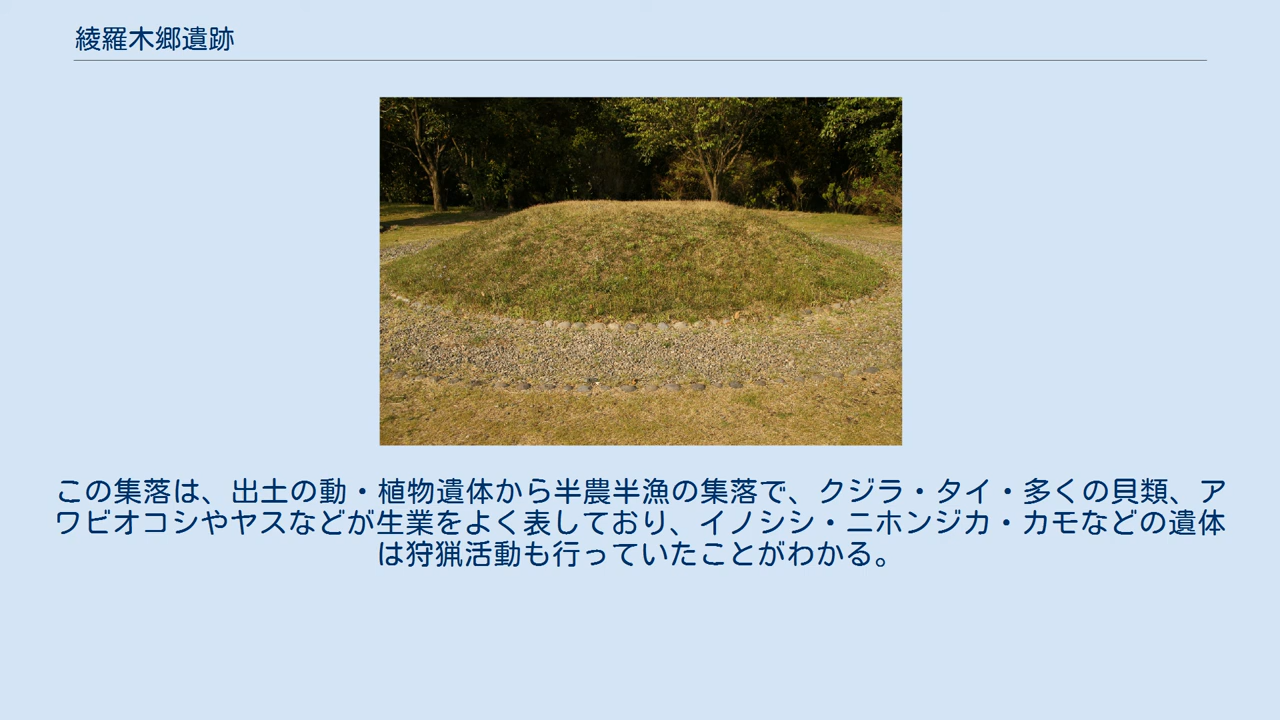 綾羅木郷遺跡
この集落は、出土の動・植物遺体から半農半漁の集落で、クジラ・タイ・多くの貝類、ア
ワビオコシやヤスなどが生業をよく表しており、イノシシ・ニホンジカ・カモなどの遺体
は狩猟活動も行っていたことがわかる。